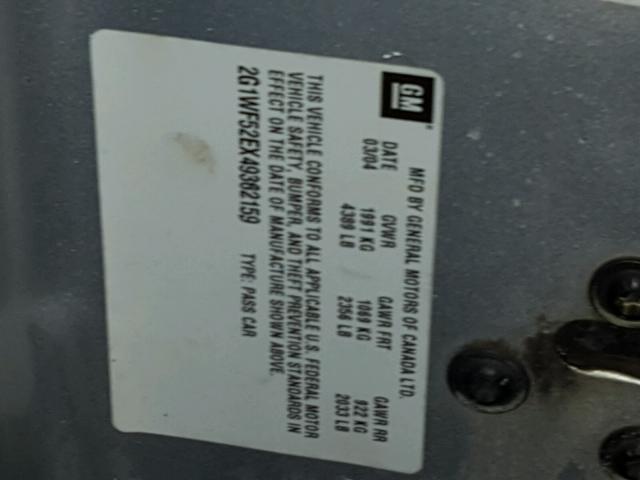 GM
MFD BY GENERAL MOTORS OF CANADA LTD.
DATE GVWR GAWR FRT GAWR RR
03/04 1991 KG 1069 KG 922 KG
4389 LB 2356 LB 2033 LB
THIS VEHICLE CONFORMS TO ALL APPLICABLE U.S. FEDERAL MOTOR
VEHICLE SAFETY, BUMPER, AND THEFT PREVENTION STANDARDS IN
EFFECT ON THE DATE OF MANUFACTURE SHOWN ABOVE.
2G1WF52EX49362159 TYPE: PASS CAR